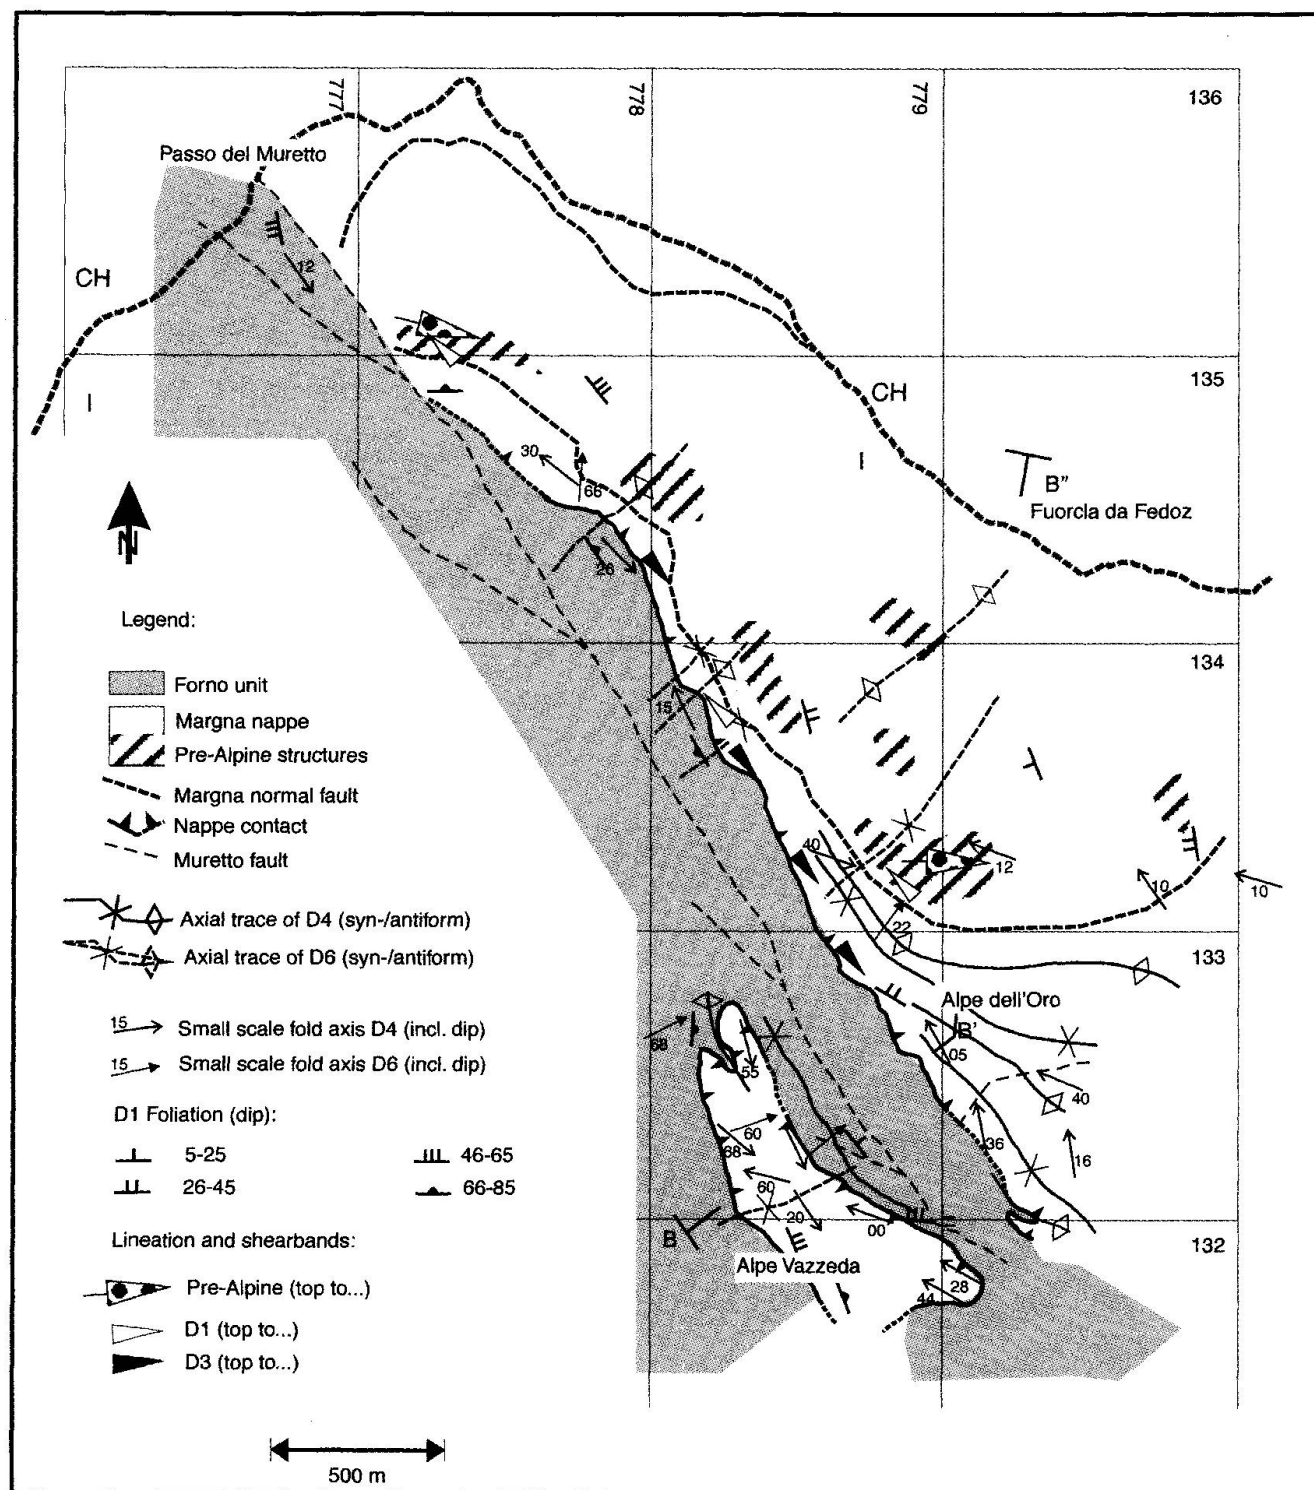 777
778
779
136
Passo del Muretto
12
CH
135
I
CH
30
66
I
B"
Fuorcla da Fedoz
26
N
Legend:
134
Forno unit
15
Margna nappe
Pre-Alpine structures
Margna normal fault
Nappe contact
Muretto fault
40
12
10
10
22
Axial trace of D4 (syn-/antiform)
Axial trace of D6 (syn-/antiform)
133
Alpe dell'Oro
B'
15 Small scale fold axis D4 (incl. dip)
68
05
15 Small scale fold axis D6 (incl. dip)
55
40
D1 Foliation (dip):
60
68
36
16
5-25 46-65
26-45 66-85
60
20
00
B
132
Lineation and shearbands:
Alpe Vazzeda
Pre-Alpine (top to...)
28
44
D1 (top to...)
D3 (top to...)
500 m